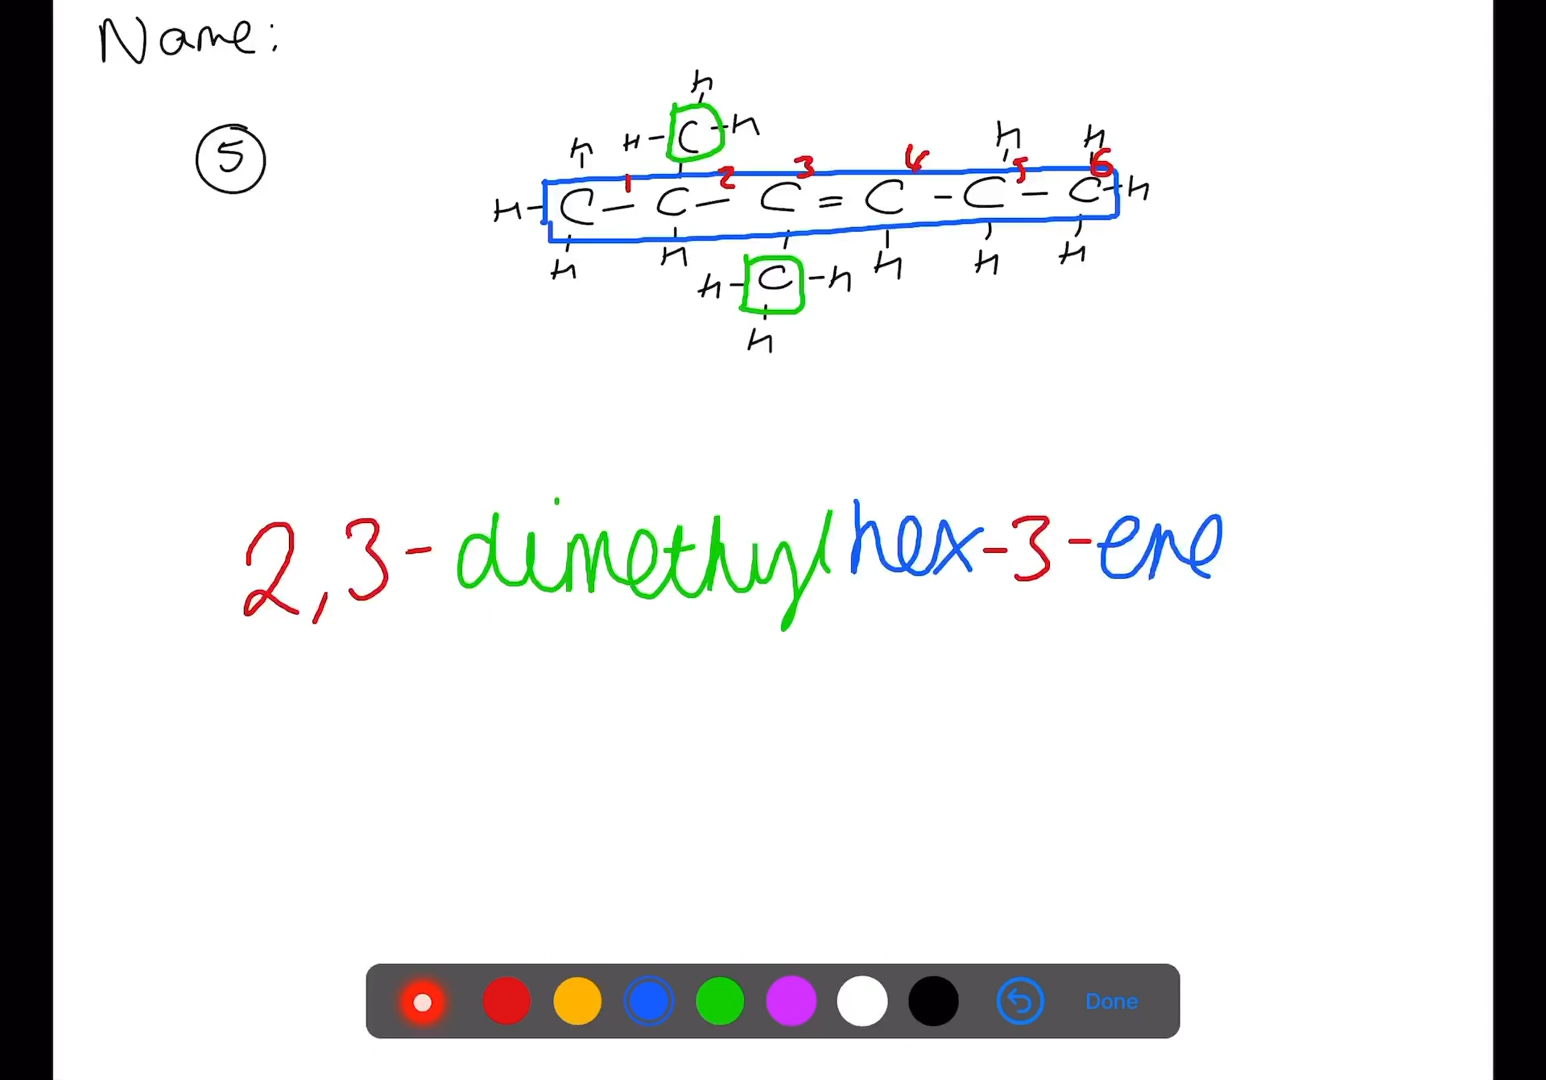 Name:
5
H
H H C H H H
1 2 3 4 5 6
H - C - C - C = C - C - C - H
H H H H H
H - C - H
H
2,3-dimethylhex-3-ene
Done